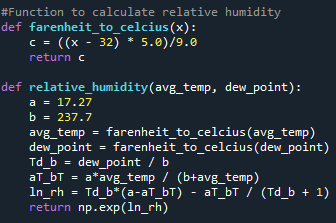 #Function to calculate relative humidity
def farenheit_to_celcius(x):
    c = ((x - 32) * 5.0)/9.0
    return c

def relative_humidity(avg_temp, dew_point):
    a = 17.27
    b = 237.7
    avg_temp = farenheit_to_celcius(avg_temp)
    dew_point = farenheit_to_celcius(dew_point)
    Td_b = dew_point / b
    aT_bT = a*avg_temp / (b+avg_temp)
    ln_rh = Td_b*(a-aT_bT) - aT_bT / (Td_b + 1)
    return np.exp(ln_rh)